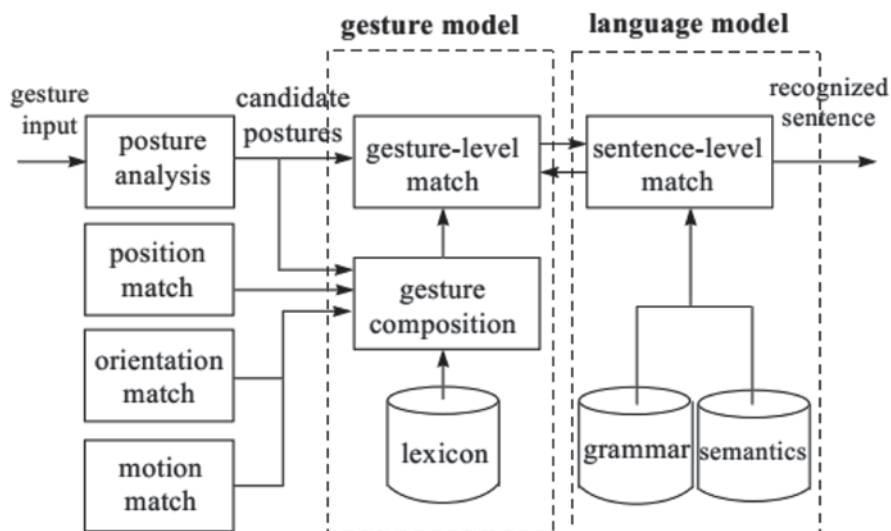 gesture model
language model
gesture
input
candidate
postures
recognized
sentence
posture
analysis
gesture-level
match
sentence-level
match
position
match
gesture
composition
orientation
match
lexicon
grammar
semantics
motion
match